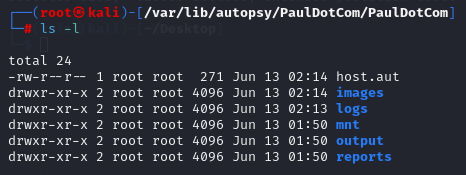 ┌──(root㉿kali)-[/var/lib/autopsy/PaulDotCom/PaulDotCom]
└─# ls -l
total 24
-rw-r--r-- 1 root root  271 Jun 13 02:14 host.aut
drwxr-xr-x 2 root root 4096 Jun 13 02:14 images
drwxr-xr-x 2 root root 4096 Jun 13 02:13 logs
drwxr-xr-x 2 root root 4096 Jun 13 01:50 mnt
drwxr-xr-x 2 root root 4096 Jun 13 01:50 output
drwxr-xr-x 2 root root 4096 Jun 13 01:50 reports